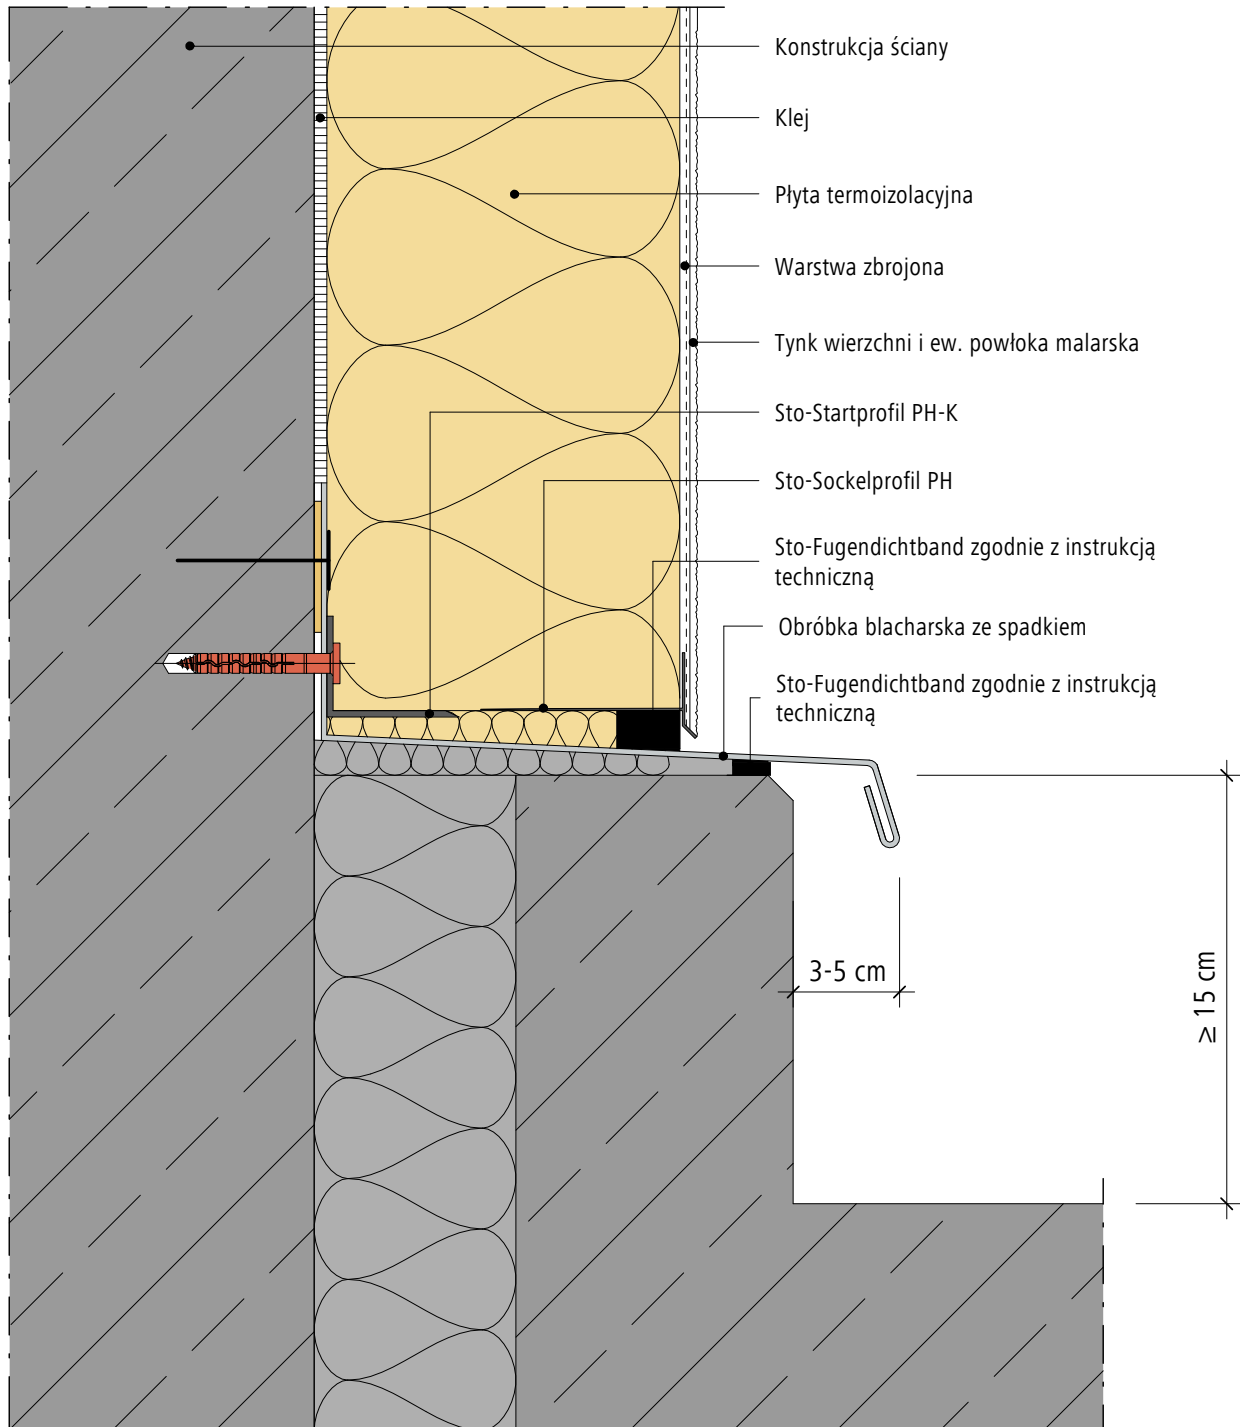 Konstrukcja ściany
Klej
Płyta termoizolacyjna
Warstwa zbrojona
Tynk wierzchni i ew. powłoka malarska
Sto-Startprofil PH-K
Sto-Sockelprofil PH
Sto-Fugendichtband zgodnie z instrukcją
techniczną
Obróbka blacharska ze spadkiem
Sto-Fugendichtband zgodnie z instrukcją
techniczną
3-5 cm
≥ 15 cm